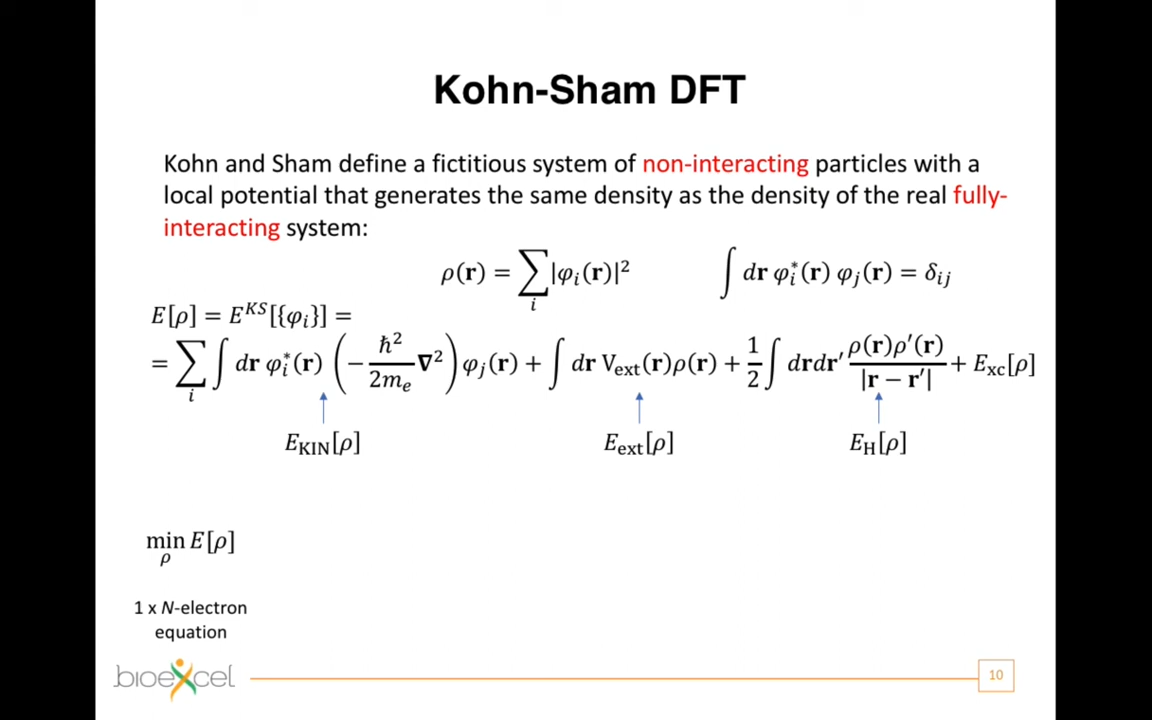 Kohn-Sham DFT
Kohn and Sham define a fictitious system of non-interacting particles with a
local potential that generates the same density as the density of the real fully-
interacting system:
ρ(𝐫) = ∑ᵢ|φᵢ(𝐫)|² ∫ d𝐫 φᵢ*(𝐫) φⱼ(𝐫) = δᵢⱼ
E[ρ] = Eᴷˢ[{φᵢ}] =
= ∑ᵢ ∫ d𝐫 φᵢ*(𝐫) (−ħ²/2mₑ ∇²) φⱼ(𝐫) + ∫ d𝐫 V_ext(𝐫)ρ(𝐫) + 1/2 ∫ d𝐫d𝐫′ ρ(𝐫)ρ′(𝐫)/|𝐫 − 𝐫′| + E_xc[ρ]
E_KIN[ρ] E_ext[ρ] E_H[ρ]
min_ρ E[ρ]
1 x N-electron
equation
bioexcel
10